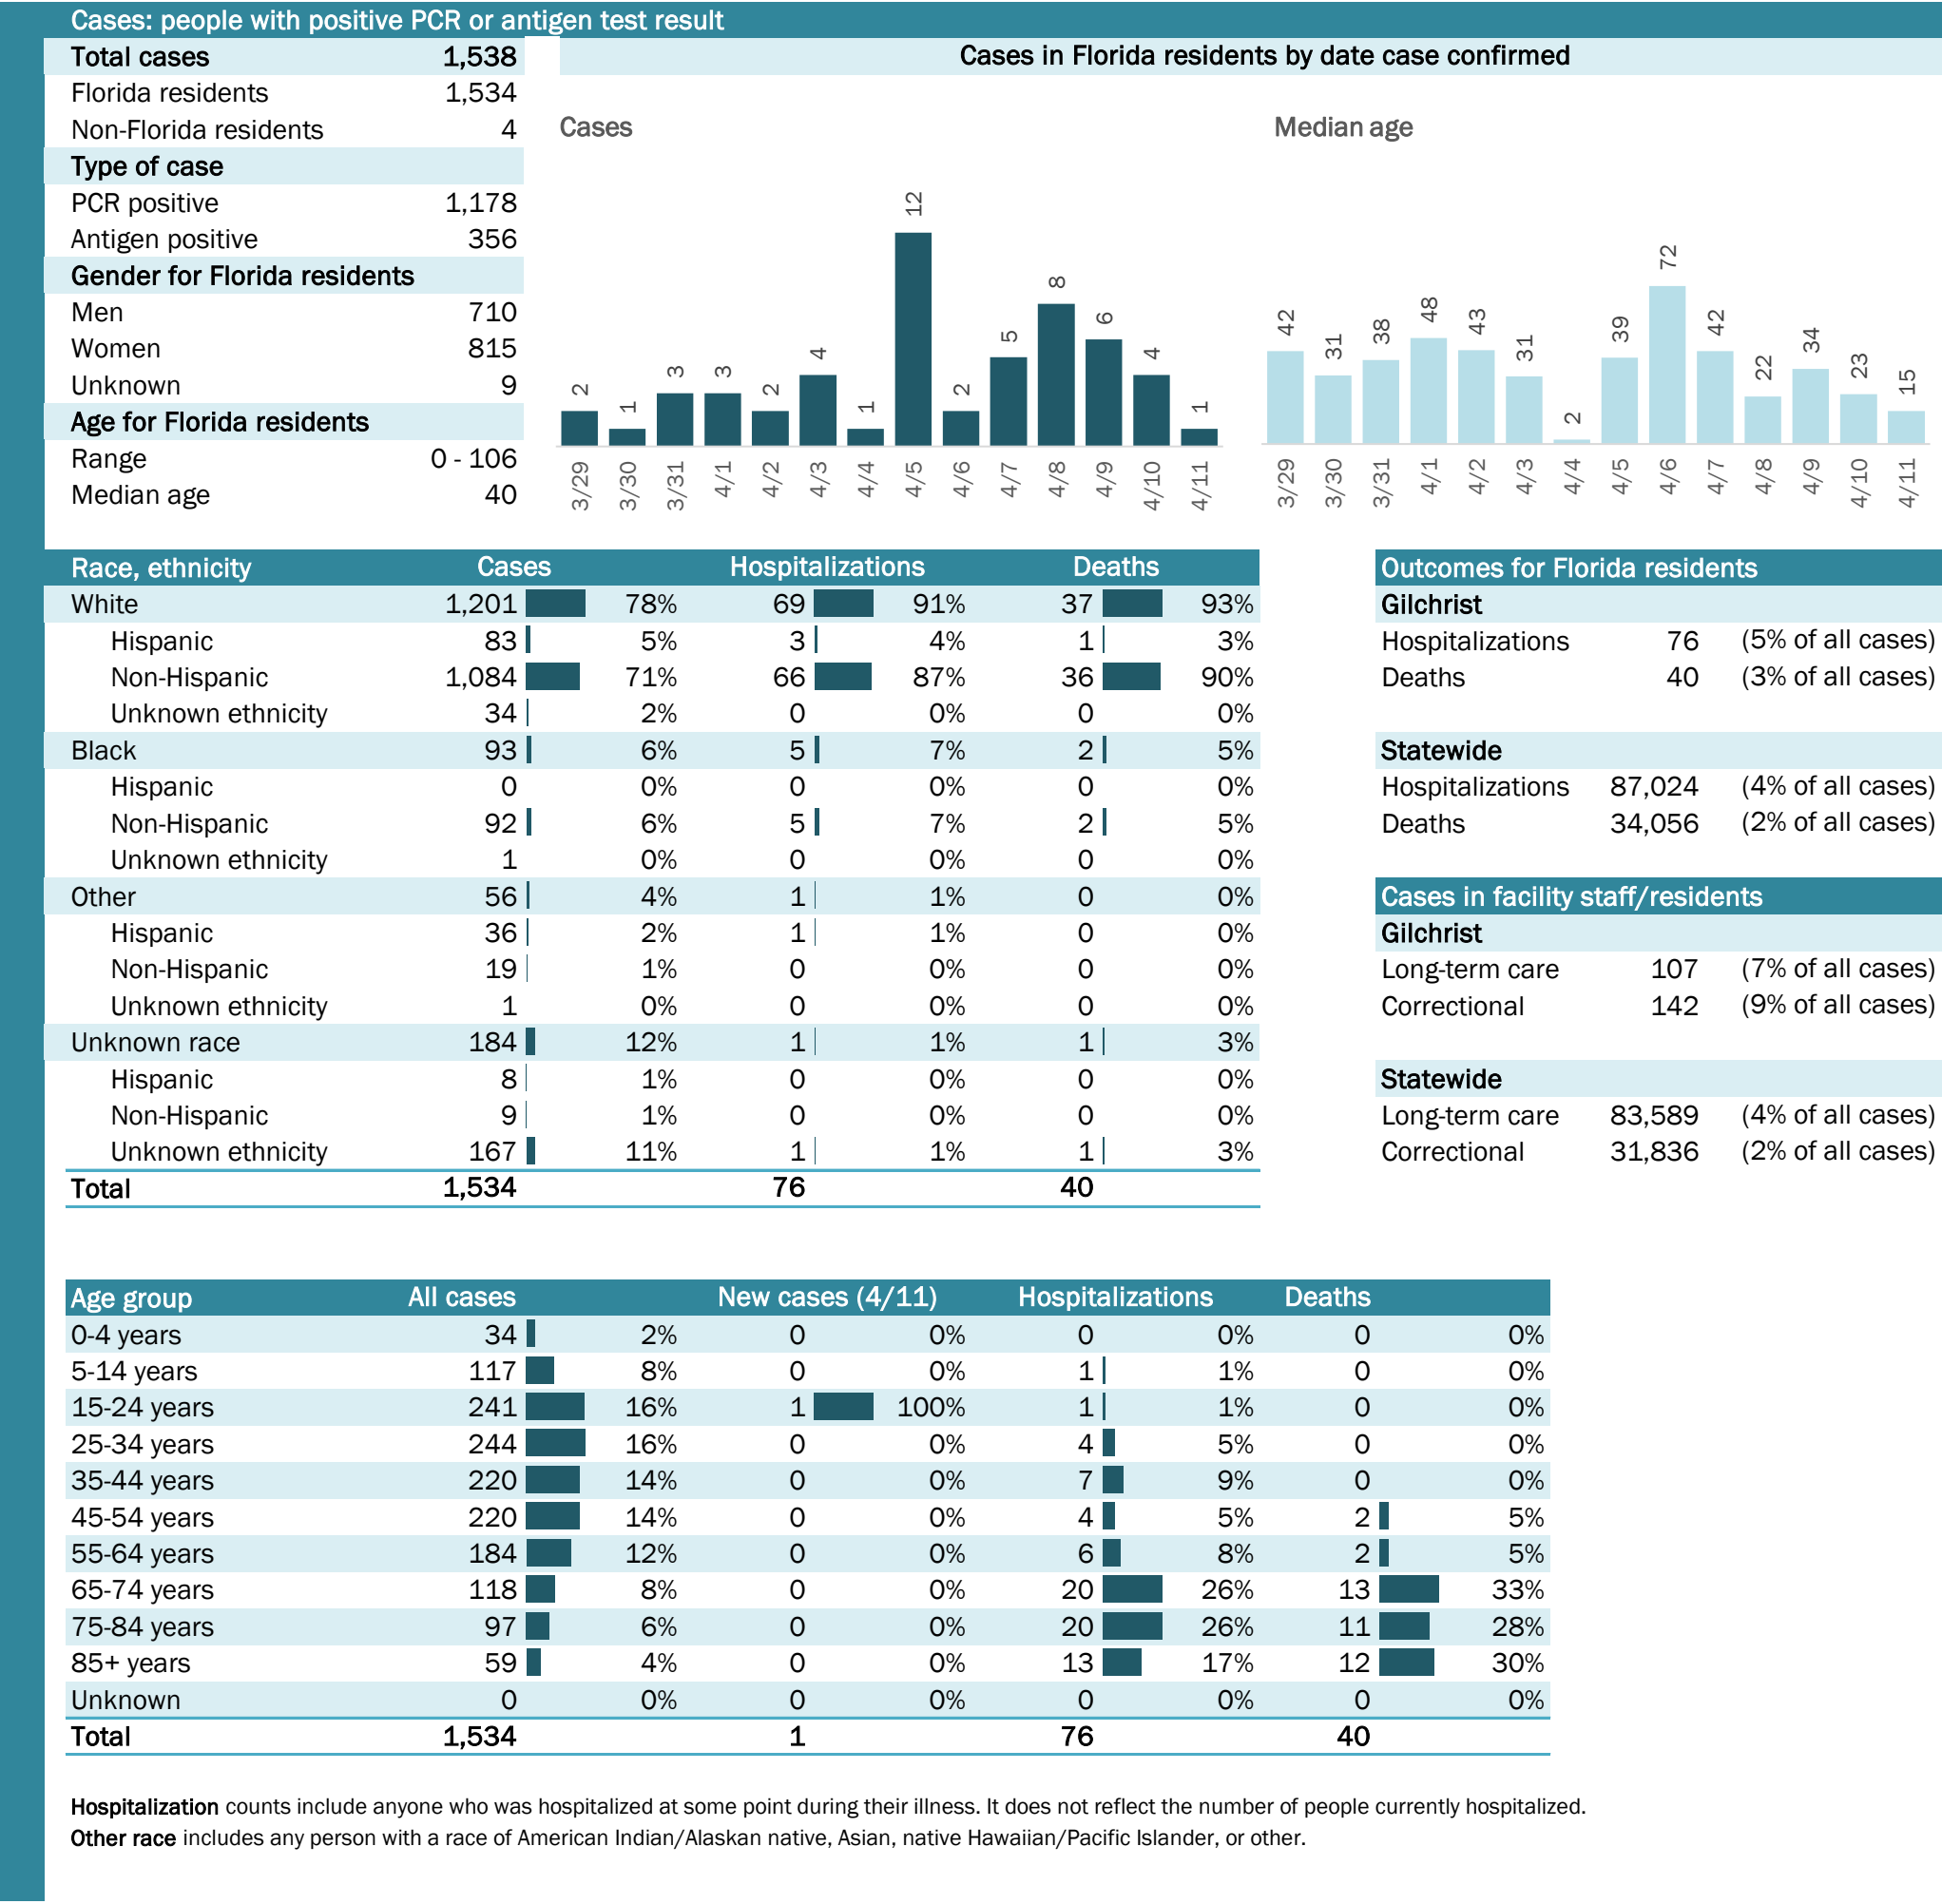 Cases: people with positive PCR or antigen test result
Total cases 1,538
Florida residents 1,534
Non-Florida residents 4
Type of case
PCR positive 1,178
Antigen positive 356
Gender for Florida residents
Men 710
Women 815
Unknown 9
Age for Florida residents
Range 0 - 106
Median age 40
Cases in Florida residents by date case confirmed
Cases
2 1 3 3 2 4 1 12 2 5 8 6 4 1
3/29 3/30 3/31 4/1 4/2 4/3 4/4 4/5 4/6 4/7 4/8 4/9 4/10 4/11
Median age
42 31 38 48 43 31 2 39 72 42 22 34 23 15
3/29 3/30 3/31 4/1 4/2 4/3 4/4 4/5 4/6 4/7 4/8 4/9 4/10 4/11
Race, ethnicity Cases Hospitalizations Deaths
White 1,201 78% 69 91% 37 93%
Hispanic 83 5% 3 4% 1 3%
Non-Hispanic 1,084 71% 66 87% 36 90%
Unknown ethnicity 34 2% 0 0% 0 0%
Black 93 6% 5 7% 2 5%
Hispanic 0 0% 0 0% 0 0%
Non-Hispanic 92 6% 5 7% 2 5%
Unknown ethnicity 1 0% 0 0% 0 0%
Other 56 4% 1 1% 0 0%
Hispanic 36 2% 1 1% 0 0%
Non-Hispanic 19 1% 0 0% 0 0%
Unknown ethnicity 1 0% 0 0% 0 0%
Unknown race 184 12% 1 1% 1 3%
Hispanic 8 1% 0 0% 0 0%
Non-Hispanic 9 1% 0 0% 0 0%
Unknown ethnicity 167 11% 1 1% 1 3%
Total 1,534 76 40
Outcomes for Florida residents
Gilchrist
Hospitalizations 76 (5% of all cases)
Deaths 40 (3% of all cases)
Statewide
Hospitalizations 87,024 (4% of all cases)
Deaths 34,056 (2% of all cases)
Cases in facility staff/residents
Gilchrist
Long-term care 107 (7% of all cases)
Correctional 142 (9% of all cases)
Statewide
Long-term care 83,589 (4% of all cases)
Correctional 31,836 (2% of all cases)
Age group All cases New cases (4/11) Hospitalizations Deaths
0-4 years 34 2% 0 0% 0 0% 0 0%
5-14 years 117 8% 0 0% 1 1% 0 0%
15-24 years 241 16% 1 100% 1 1% 0 0%
25-34 years 244 16% 0 0% 4 5% 0 0%
35-44 years 220 14% 0 0% 7 9% 0 0%
45-54 years 220 14% 0 0% 4 5% 2 5%
55-64 years 184 12% 0 0% 6 8% 2 5%
65-74 years 118 8% 0 0% 20 26% 13 33%
75-84 years 97 6% 0 0% 20 26% 11 28%
85+ years 59 4% 0 0% 13 17% 12 30%
Unknown 0 0% 0 0% 0 0% 0 0%
Total 1,534 1 76 40
Hospitalization counts include anyone who was hospitalized at some point during their illness. It does not reflect the number of people currently hospitalized.
Other race includes any person with a race of American Indian/Alaskan native, Asian, native Hawaiian/Pacific Islander, or other.